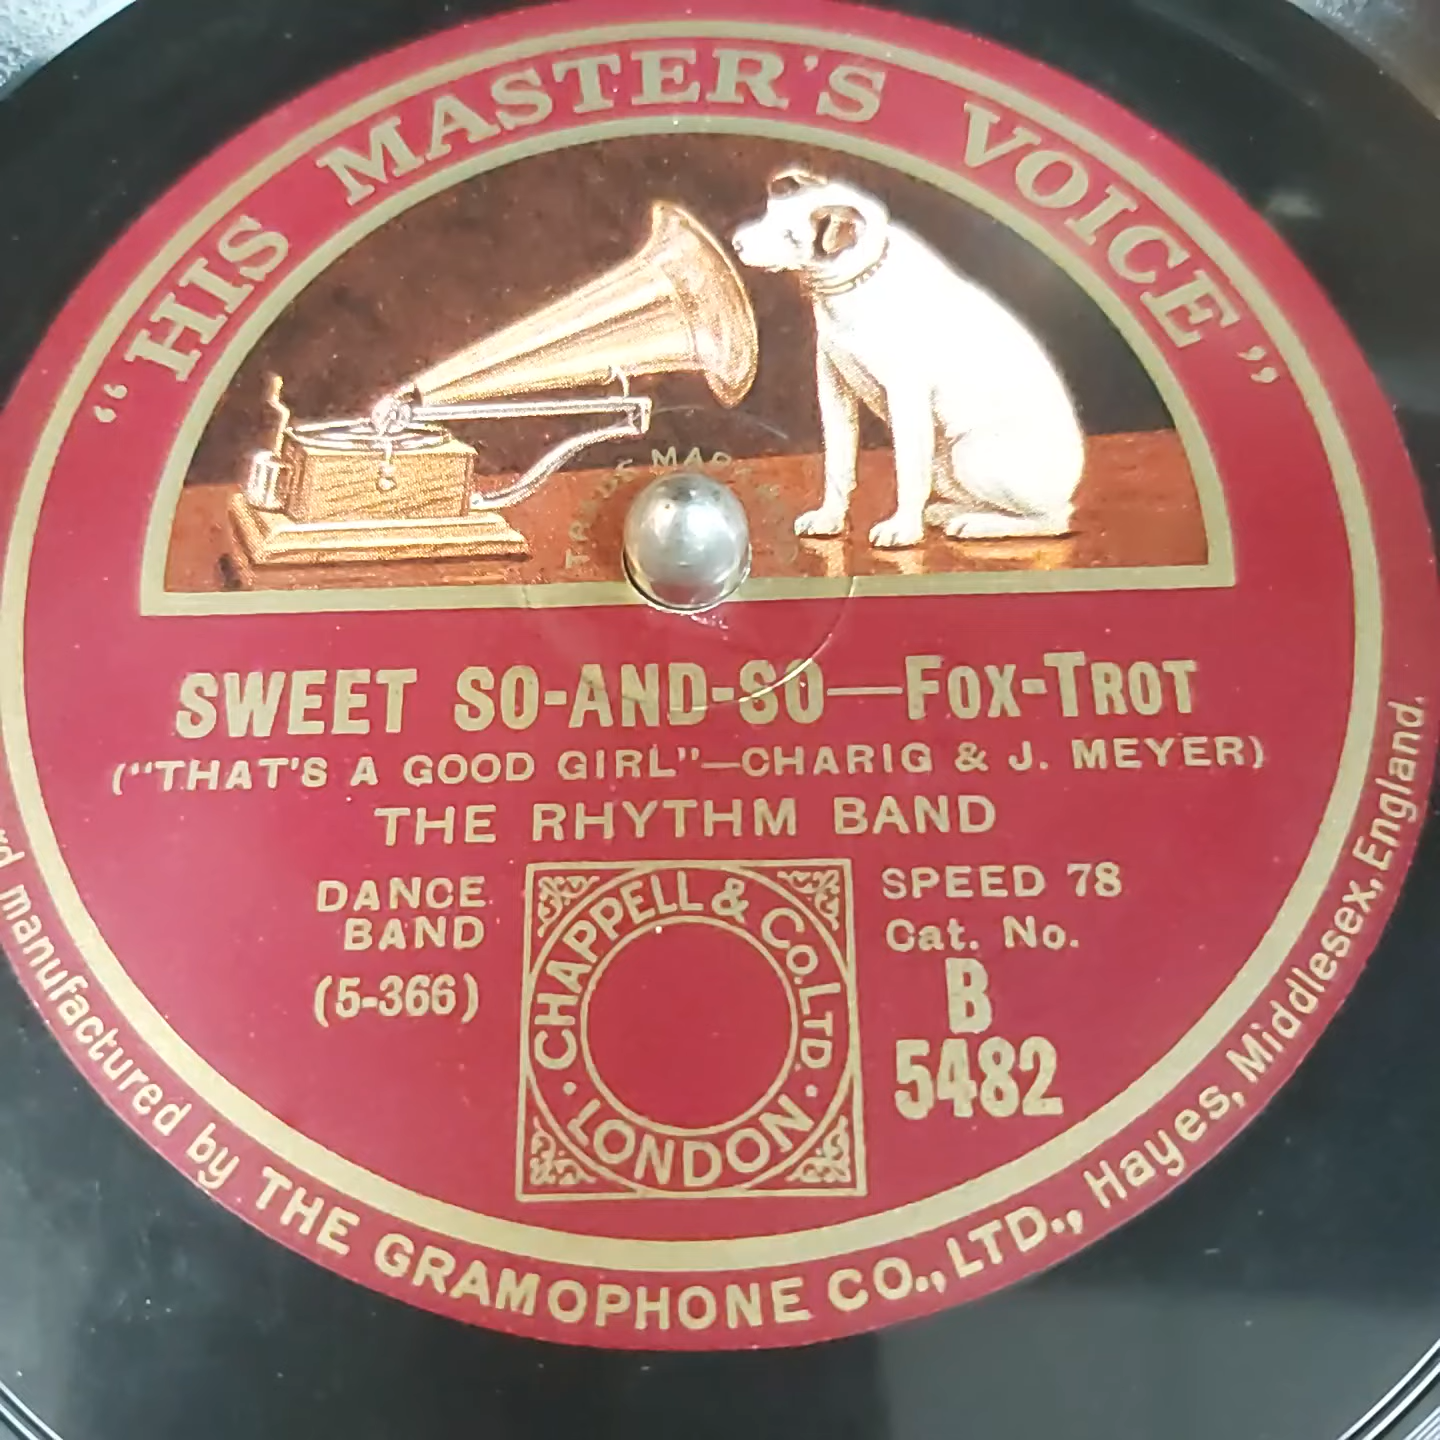 “HIS MASTER'S VOICE”
TRADE MARK
SWEET SO-AND-SO—FOX-TROT
(“THAT'S A GOOD GIRL”—CHARIG & J. MEYER)
THE RHYTHM BAND
DANCE
BAND
(5-366)
CHAPPELL & CO. LTD.
· LONDON ·
SPEED 78
Cat. No.
B
5482
manufactured by THE GRAMOPHONE CO., LTD., Hayes, Middlesex, England.